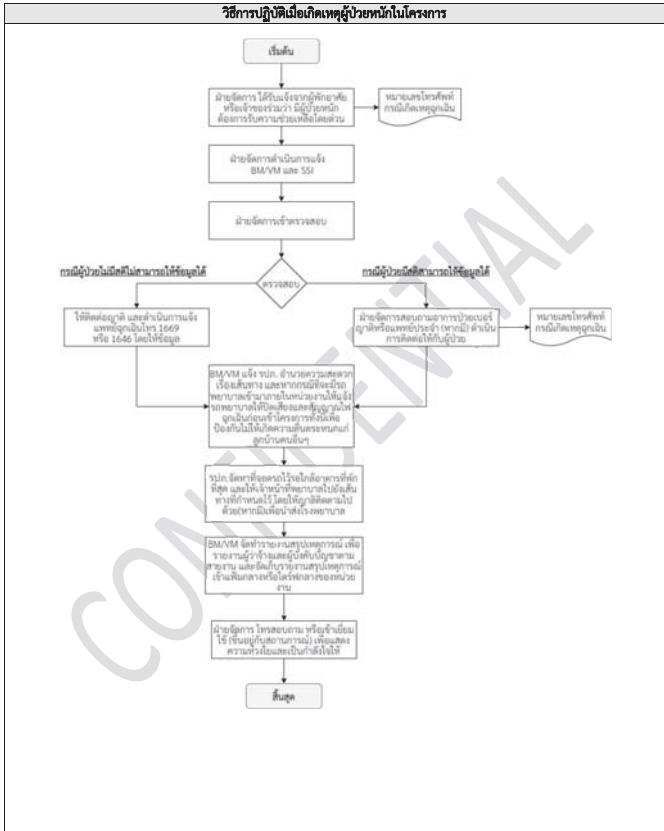 วิธีการปฏิบัติเมื่อเกิดเหตุผู้ป่วยหนักในโครงการ
เริ่มต้น
ฝ่ายจัดการ ได้รับแจ้งจากผู้พักอาศัย
หรือเจ้าของร่วมว่า มีผู้ป่วยหนัก
ต้องการรับความช่วยเหลือโดยด่วน
หมายเลขโทรศัพท์
กรณีเกิดเหตุฉุกเฉิน
ฝ่ายจัดการดำเนินการแจ้ง
BM/VM และ SSI
ฝ่ายจัดการเข้าตรวจสอบ
กรณีผู้ป่วยไม่มีสติไม่สามารถให้ข้อมูลได้
กรณีผู้ป่วยมีสติสามารถให้ข้อมูลได้
ตรวจสอบ
ให้ติดต่อญาติ และดำเนินการแจ้ง
แพทย์ฉุกเฉินโทร 1669
หรือ 1646 โดยให้ข้อมูล
ฝ่ายจัดการสอบถามอาการป่วยเบอร์
ญาติหรือแพทย์ประจำ (หากมี) ดำเนิน
การติดต่อให้กับผู้ป่วย
หมายเลขโทรศัพท์
กรณีเกิดเหตุฉุกเฉิน
BM/VM แจ้ง รปภ. อำนวยความสะดวก
เรื่องเส้นทาง และหากกรณีที่จะมีรถ
พยาบาลเข้ามาภายในหน่วยงานให้แจ้ง
รถพยาบาลให้ปิดเสียงและสัญญาณไฟ
ฉุกเฉินก่อนเข้าโครงการทั้งนี้เพื่อ
ป้องกันไม่ให้เกิดความตื่นตระหนกแก่
ลูกบ้านคนอื่นๆ
รปภ.จัดหาที่จอดรถไว้รอใกล้อาคารที่พัก
ที่สุด และให้เจ้าหน้าที่พยาบาลไปยังเส้น
ทางที่กำหนดไว้ โดยให้ญาติติดตามไป
ด้วย(หากมี)เพื่อนำส่งโรงพยาบาล
BM/VM จัดทำรายงานสรุปเหตุการณ์ เพื่อ
รายงานผู้ว่าจ้างและผู้บังคับบัญชาตาม
สายงาน และจัดเก็บรายงานสรุปเหตุการณ์
เข้าแฟ้มกลางหรือไดร์ฟกลางของหน่วย
งาน
ฝ่ายจัดการ โทรสอบถาม หรือเข้าเยี่ยม
ไข้ (ขึ้นอยู่กับสถานการณ์) เพื่อแสดง
ความห่วงใยและเป็นกำลังใจให้
สิ้นสุด
CONFIDENTIAL